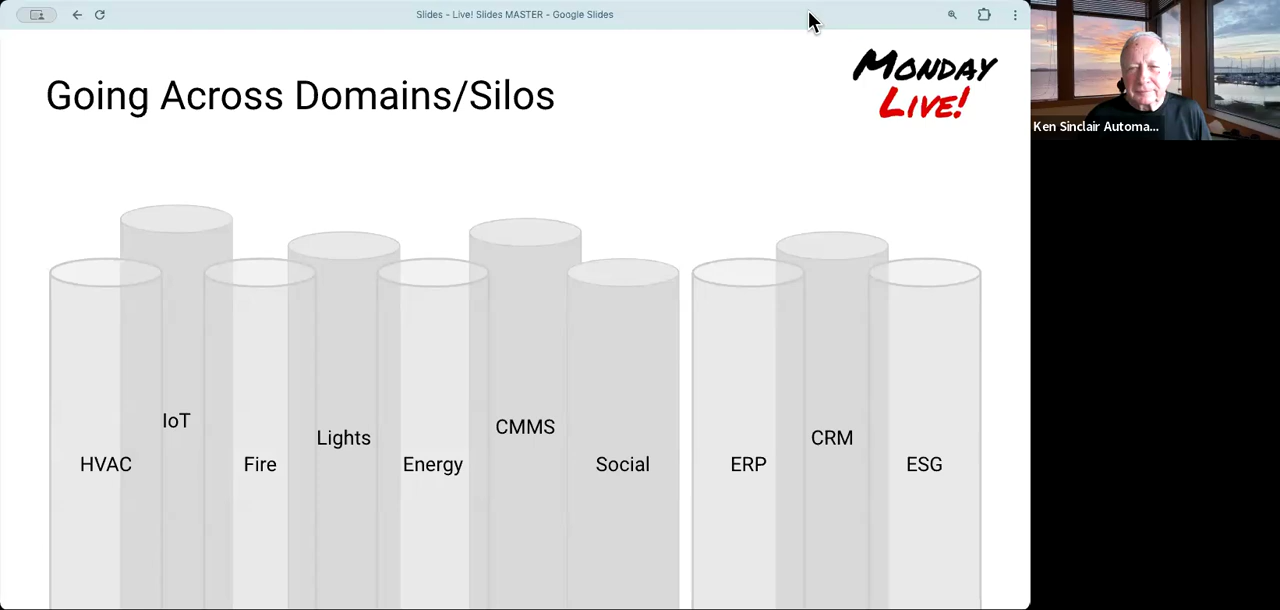 Slides - Live! Slides MASTER - Google Slides
Going Across Domains/Silos
MONDAY
LIVE!
Ken Sinclair Automa...
IoT
CMMS
Lights
CRM
HVAC
Fire
Energy
Social
ERP
ESG